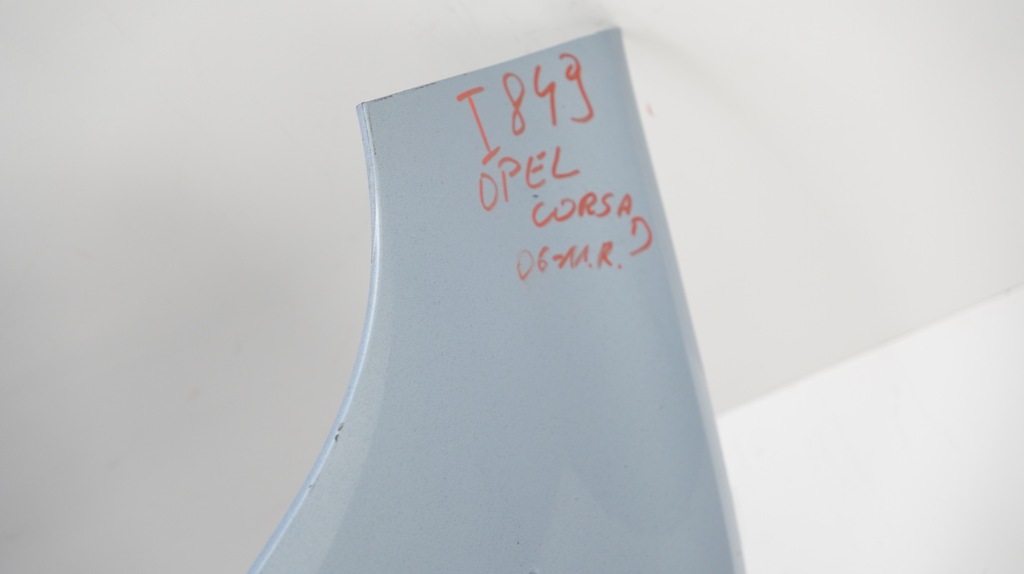 I849
OPEL
CORSA D
06-11.R.